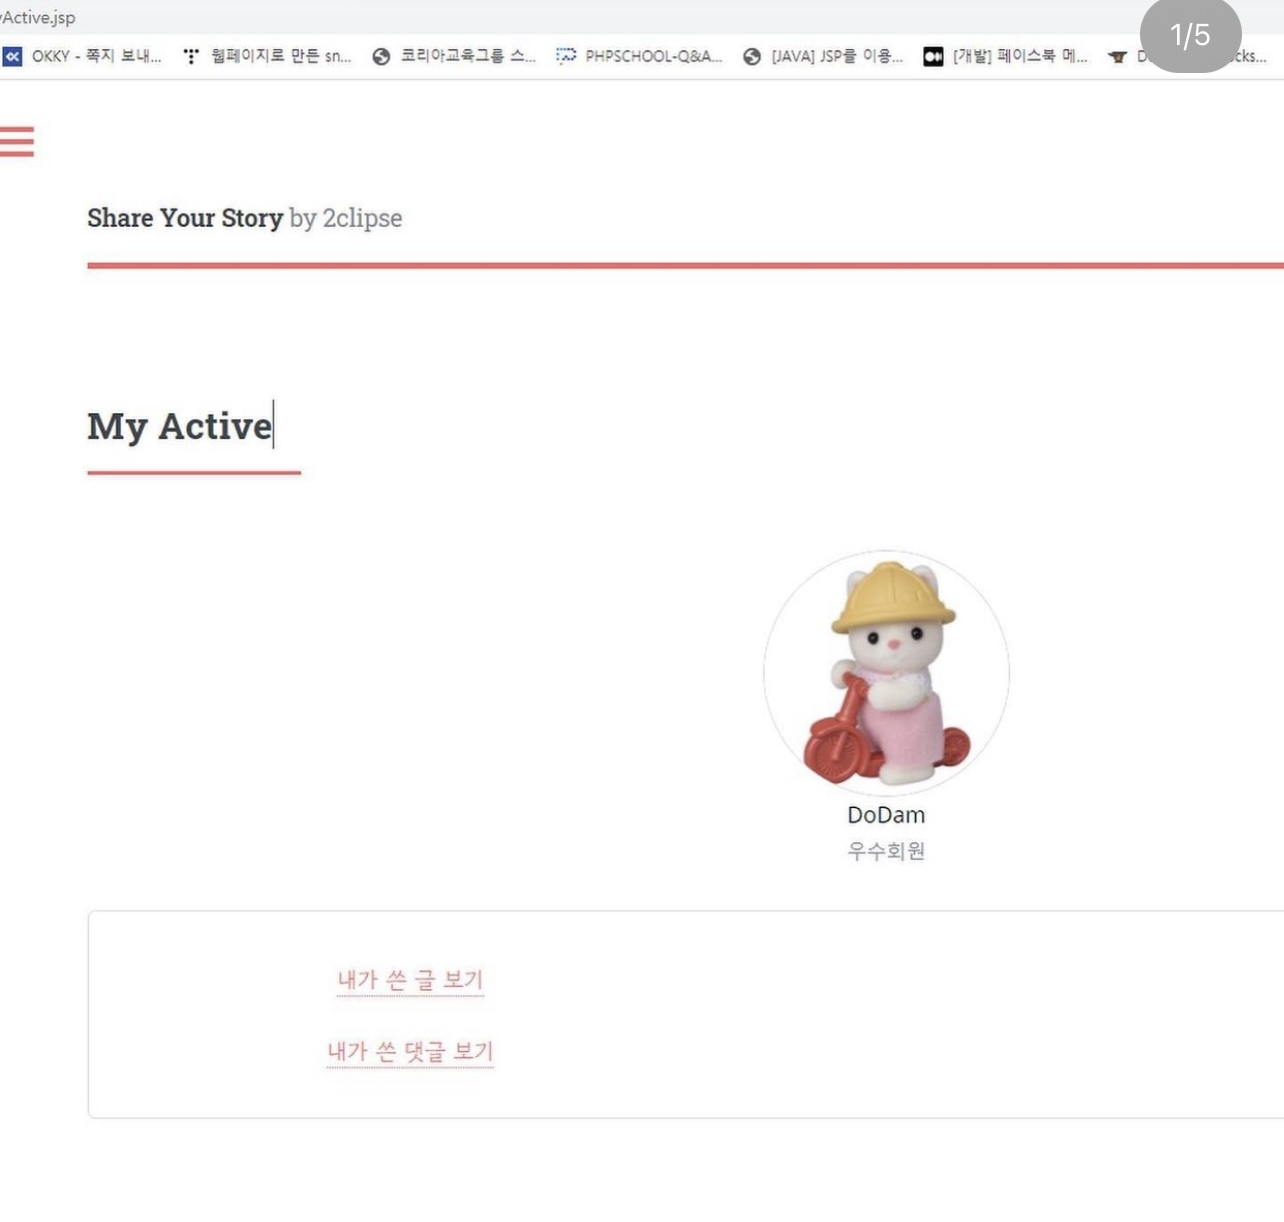 Active.jsp
OKKY - 쪽지 보내... 웹페이지로 만든 sn... 코리아교육그룹 스... PHPSCHOOL-Q&A... [JAVA] JSP를 이용... [개발] 페이스북 메... D cks...
1/5
Share Your Story by 2clipse
My Active
DoDam
우수회원
내가 쓴 글 보기
내가 쓴 댓글 보기